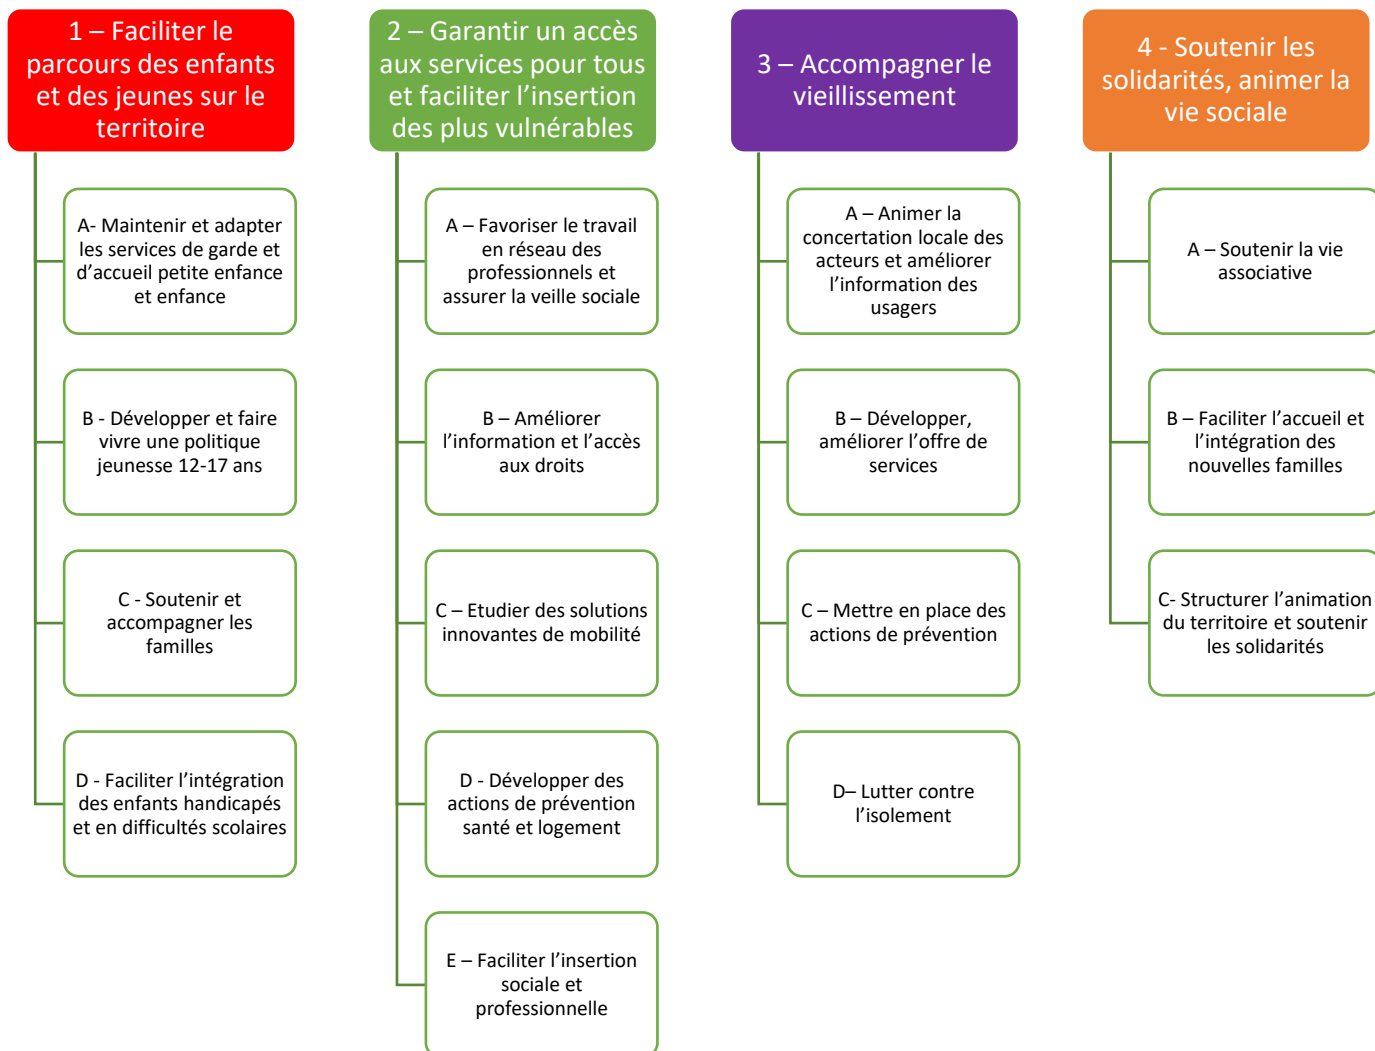 1 – Faciliter le
parcours des enfants
et des jeunes sur le
territoire
A- Maintenir et adapter
les services de garde et
d’accueil petite enfance
et enfance
B - Développer et faire
vivre une politique
jeunesse 12-17 ans
C - Soutenir et
accompagner les
familles
D - Faciliter l’intégration
des enfants handicapés
et en difficultés scolaires
2 – Garantir un accès
aux services pour tous
et faciliter l’insertion
des plus vulnérables
A – Favoriser le travail
en réseau des
professionnels et
assurer la veille sociale
B – Améliorer
l’information et l’accès
aux droits
C – Etudier des solutions
innovantes de mobilité
D - Développer des
actions de prévention
santé et logement
E – Faciliter l’insertion
sociale et
professionnelle
3 – Accompagner le
vieillissement
A – Animer la
concertation locale des
acteurs et améliorer
l’information des
usagers
B – Développer,
améliorer l’offre de
services
C – Mettre en place des
actions de prévention
D– Lutter contre
l’isolement
4 - Soutenir les
solidarités, animer la
vie sociale
A – Soutenir la vie
associative
B – Faciliter l’accueil et
l’intégration des
nouvelles familles
C- Structurer l’animation
du territoire et soutenir
les solidarités